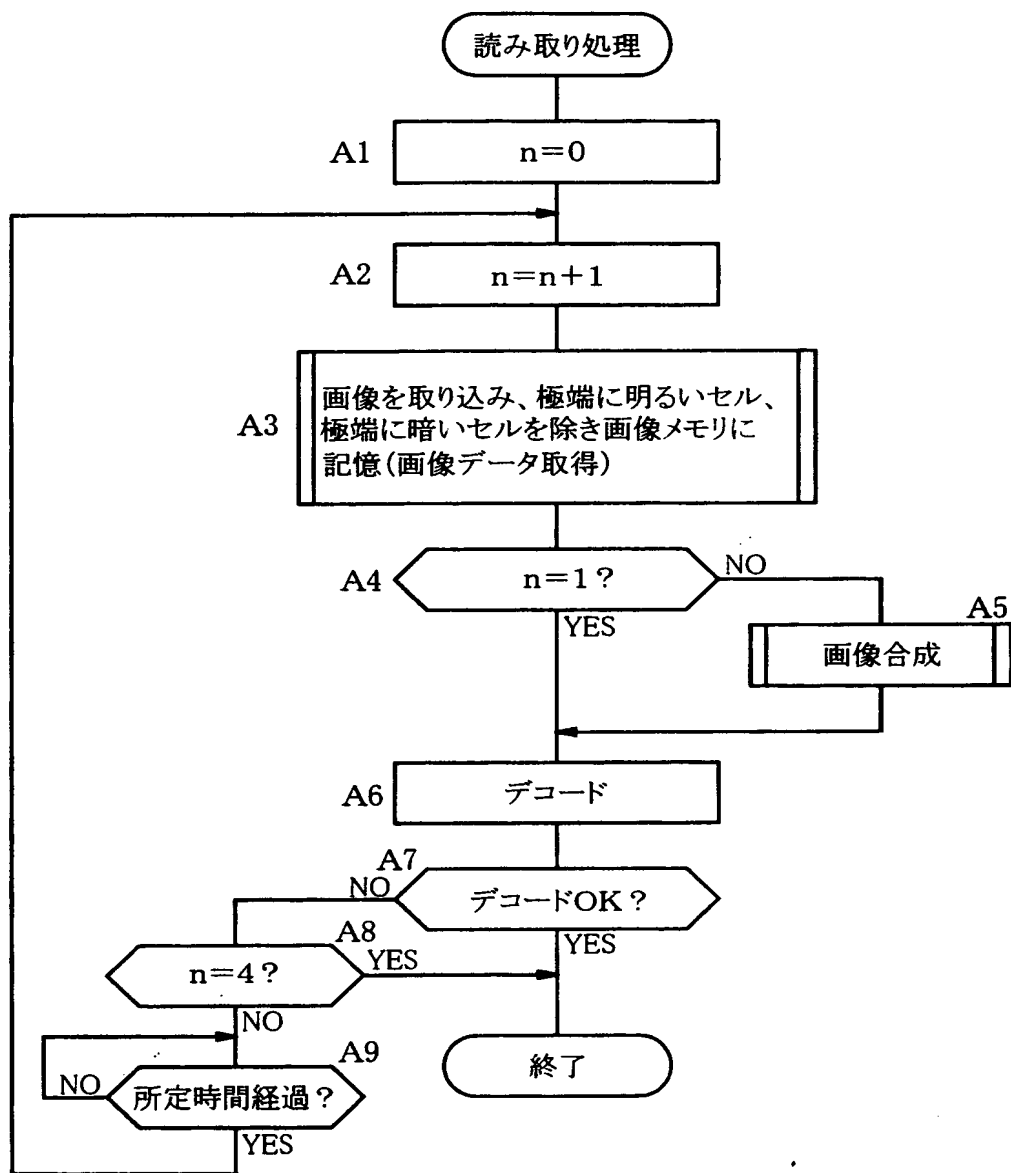 読み取り処理
A1
n=0
A2
n=n+1
A3
画像を取り込み、極端に明るいセル、
極端に暗いセルを除き画像メモリに
記憶(画像データ取得)
A4
n=1?
NO
YES
A5
画像合成
A6
デコード
A7
NO
デコードOK?
YES
A8
n=4?
YES
NO
A9
NO
所定時間経過?
YES
終了